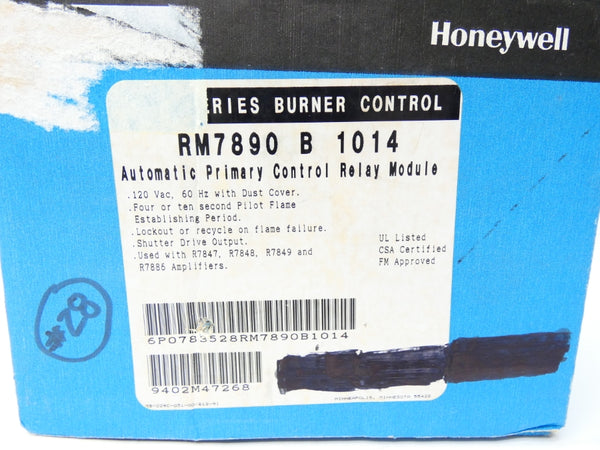 Honeywell
ERIES BURNER CONTROL
RM7890 B 1014
Automatic Primary Control Relay Module
.120 Vac, 60 Hz with Dust Cover.
.Four or ten second Pilot Flame
Establishing Period.
.Lockout or recycle on flame failure.
.Shutter Drive Output.
.Used with R7847, R7848, R7849 and
R7886 Amplifiers.
UL Listed
CSA Certified
FM Approved
#28
6P0783528RM7890B1014
9402M47268
MINNEAPOLIS, MINNESOTA 55422